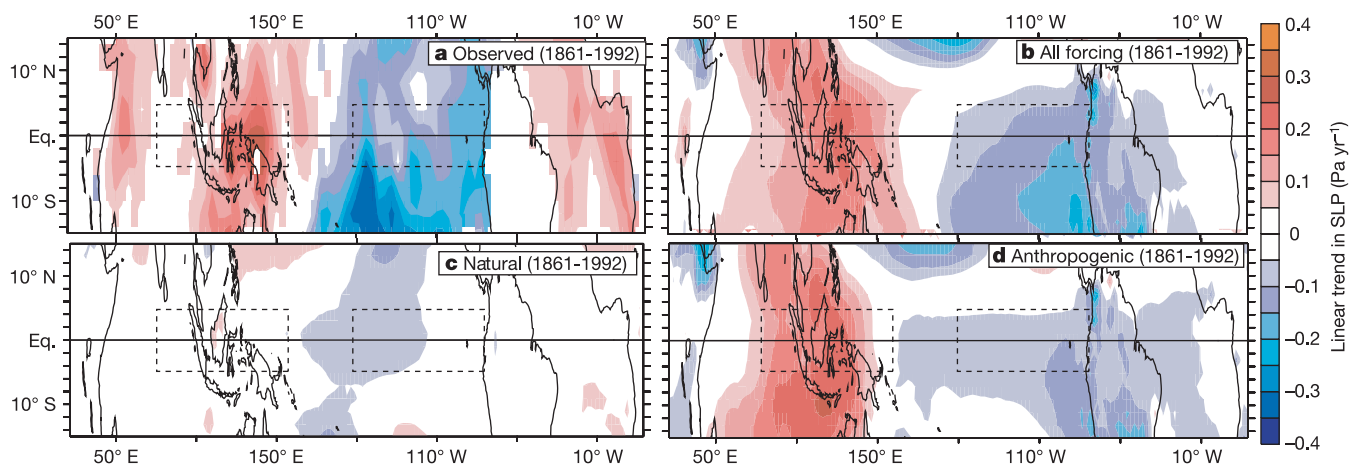 50° E 150° E 110° W 10° W 50° E 150° E 110° W 10° W
a Observed (1861-1992)
b All forcing (1861-1992)
10° N
Eq.
10° S
c Natural (1861-1992)
d Anthropogenic (1861-1992)
10° N
Eq.
10° S
50° E 150° E 110° W 10° W 50° E 150° E 110° W 10° W
0.4
0.3
0.2
0.1
0
−0.1
−0.2
−0.3
−0.4
Linear trend in SLP (Pa yr⁻¹)